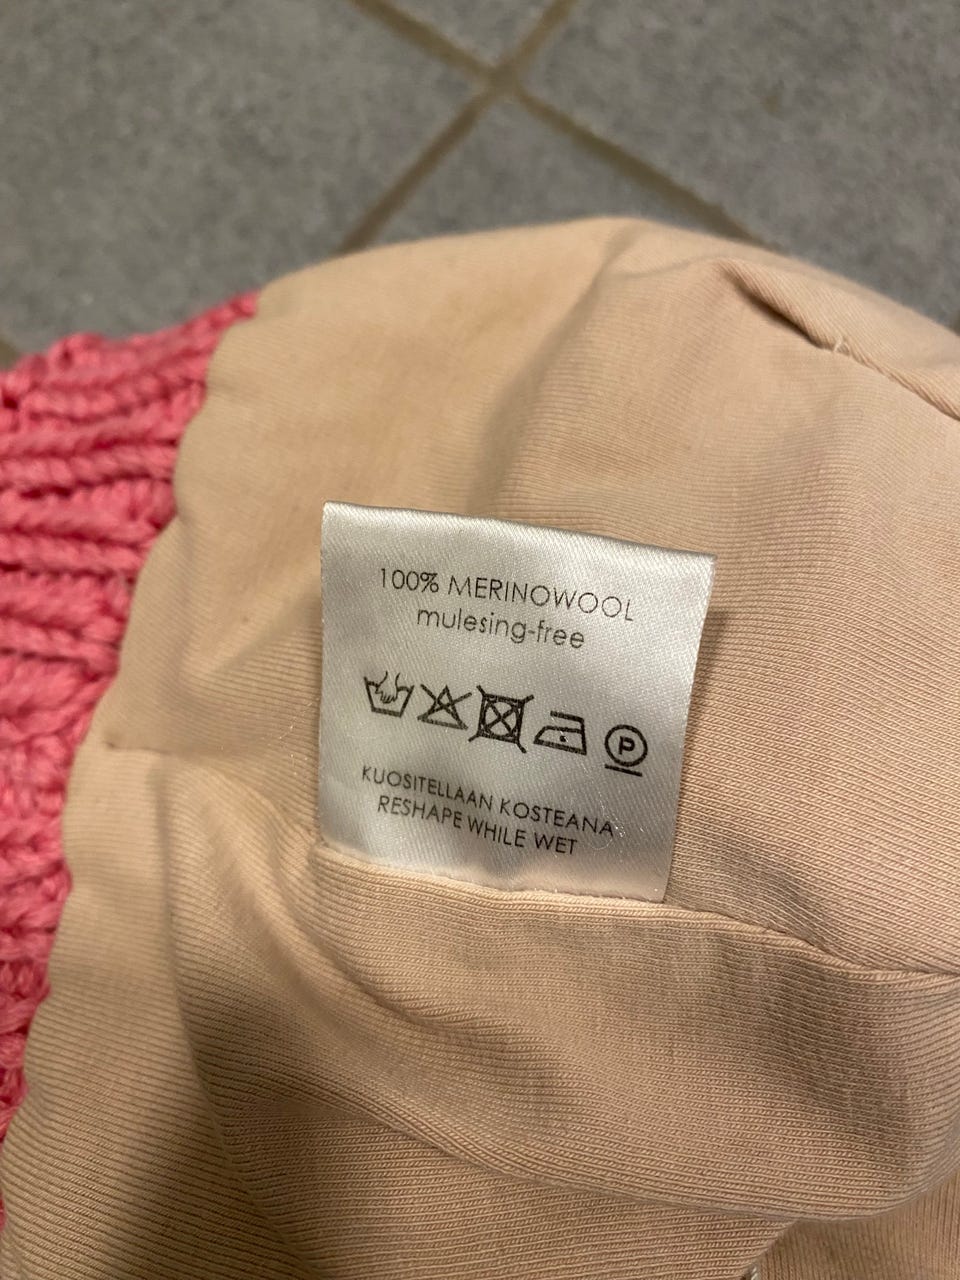 100% MERINOWOOL
mulesing-free
P
KUOSITELLAAN KOSTEANA
RESHAPE WHILE WET